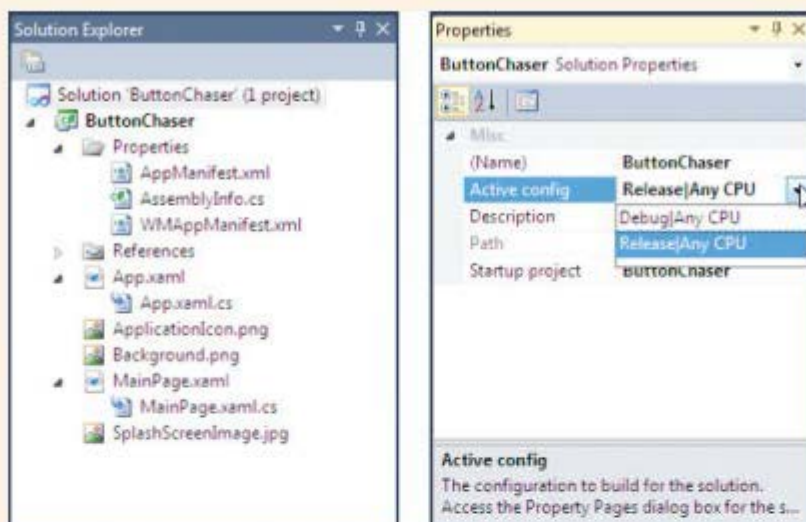 Solution Explorer
Solution 'ButtonChaser' (1 project)
ButtonChaser
Properties
AppManifest.xml
AssemblyInfo.cs
WMAppManifest.xml
References
App.xaml
App.xaml.cs
ApplicationIcon.png
Background.png
MainPage.xaml
MainPage.xaml.cs
SplashScreenImage.jpg
Properties
ButtonChaser Solution Properties
Misc
(Name) ButtonChaser
Active config Release|Any CPU
Description Debug|Any CPU
Path Release|Any CPU
Startup project ButtonChaser
Active config
The configuration to build for the solution.
Access the Property Pages dialog box for the s...